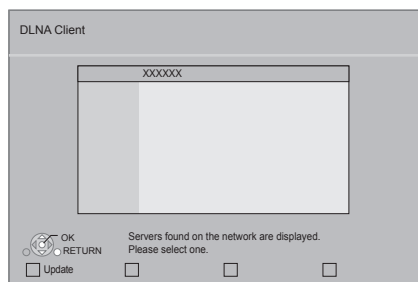 DLNA Client
XXXXXX
OK
RETURN
Servers found on the network are displayed.
Please select one.
Update